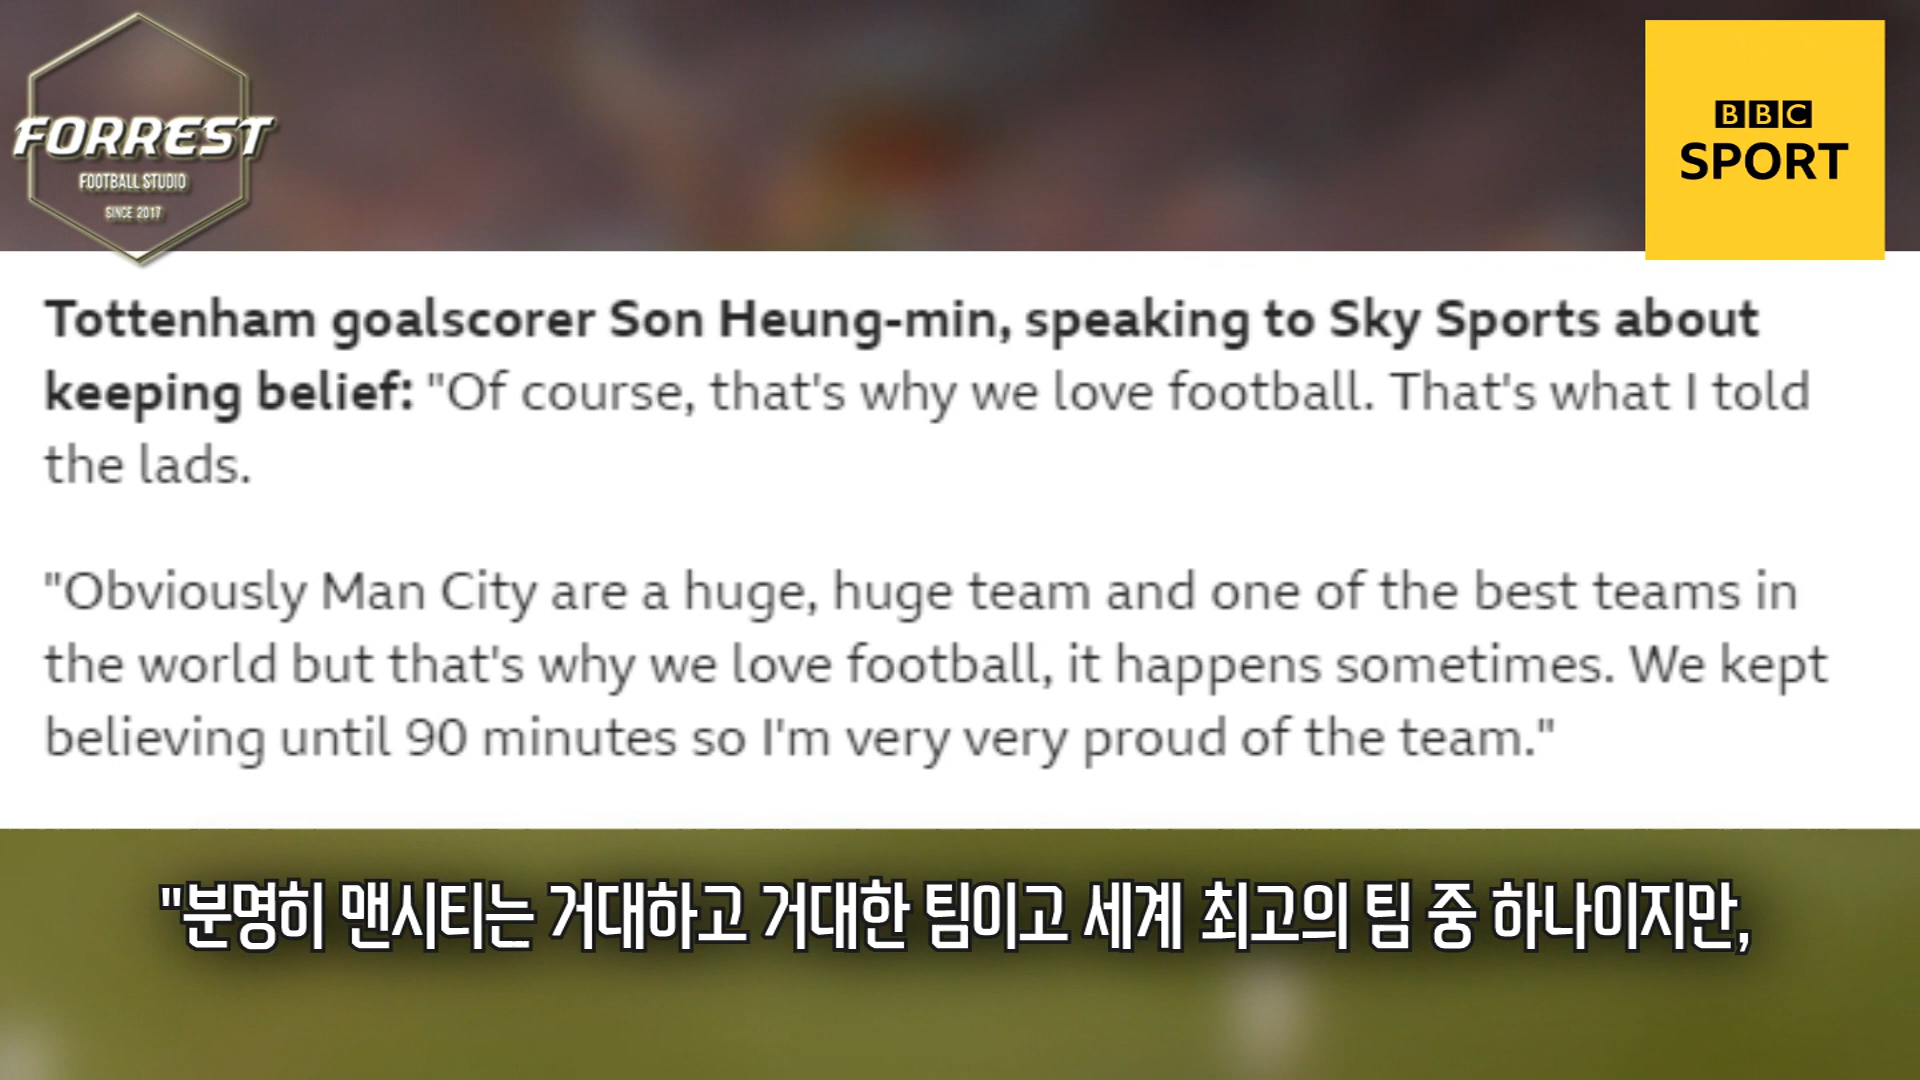 FORREST
FOOTBALL STUDIO
SINCE 2017
BBC
SPORT
Tottenham goalscorer Son Heung-min, speaking to Sky Sports about
keeping belief: "Of course, that's why we love football. That's what I told
the lads.
"Obviously Man City are a huge, huge team and one of the best teams in
the world but that's why we love football, it happens sometimes. We kept
believing until 90 minutes so I'm very very proud of the team."
"분명히 맨시티는 거대하고 거대한 팀이고 세계 최고의 팀 중 하나이지만,